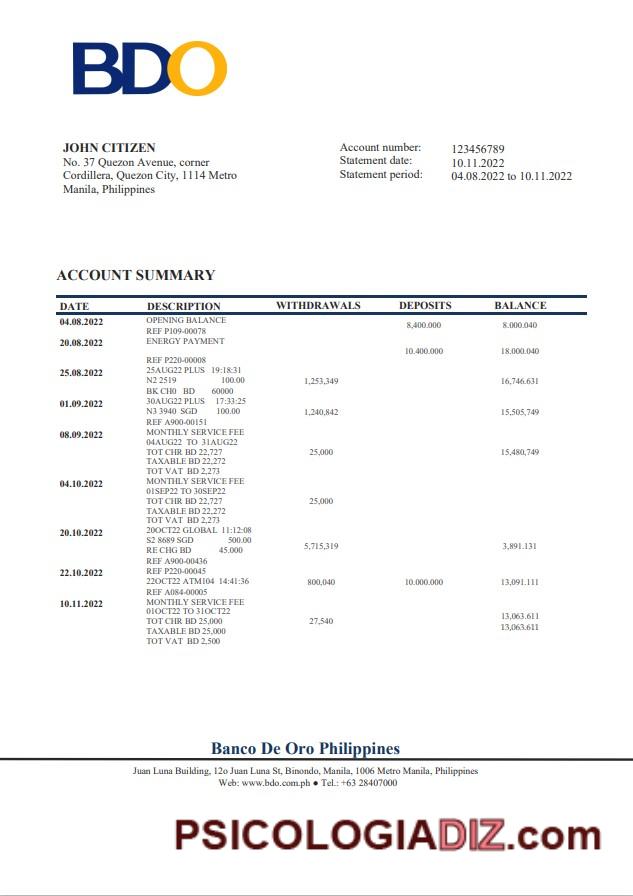 BDO
JOHN CITIZEN
No. 37 Quezon Avenue, corner
Cordillera, Quezon City, 1114 Metro
Manila, Philippines
Account number: 123456789
Statement date: 10.11.2022
Statement period: 04.08.2022 to 10.11.2022
ACCOUNT SUMMARY
DATE DESCRIPTION WITHDRAWALS DEPOSITS BALANCE
04.08.2022 OPENING BALANCE
8,400.000 8.000.040
REF P109-00078
20.08.2022 ENERGY PAYMENT
10.400.000 18.000.040
REF P220-00008
25.08.2022 25AUG22 PLUS 19:18:31
N2 2519 100.00 1,253,349 16,746.631
BK CH0 BD 60000
01.09.2022 30AUG22 PLUS 17:33:25
N3 3940 SGD 100.00 1,240,842 15,505,749
REF A900-00151
08.09.2022 MONTHLY SERVICE FEE
04AUG22 TO 31AUG22
TOT CHR BD 22,727 25,000 15,480,749
TAXABLE BD 22,272
TOT VAT BD 2,273
04.10.2022 MONTHLY SERVICE FEE
01SEP22 TO 30SEP22
TOT CHR BD 22,727 25,000
TAXABLE BD 22,272
TOT VAT BD 2,273
20.10.2022 20OCT22 GLOBAL 11:12:08
S2 8689 SGD 500.00
RE CHG BD 45.000 5,715,319 3,891.131
REF A900-00436
22.10.2022 REF P220-00045
22OCT22 ATM104 14:41:36 800,040 10.000.000 13,091.111
REF A084-00005
10.11.2022 MONTHLY SERVICE FEE
01OCT22 TO 31OCT22
13,063.611
TOT CHR BD 25,000 27,540
13,063.611
TAXABLE BD 25,000
TOT VAT BD 2,500
Banco De Oro Philippines
Juan Luna Building, 12o Juan Luna St, Binondo, Manila, 1006 Metro Manila, Philippines
Web: www.bdo.com.ph ● Tel.: +63 28407000
PSICOLOGIADIZ.com